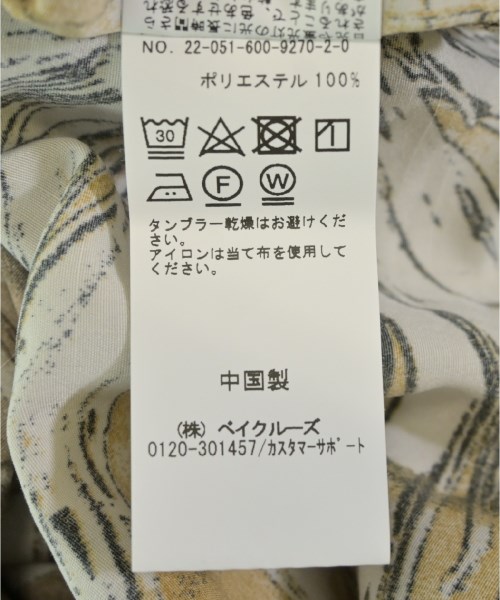 NO. 22-051-600-9270-2-0
ポリエステル 100%
30
F
W
タンブラー乾燥はお避けくだ
さい。
アイロンは当て布を使用して
ください。
中国製
(株) ベイクルーズ
0120-301457/カスタマーサポート